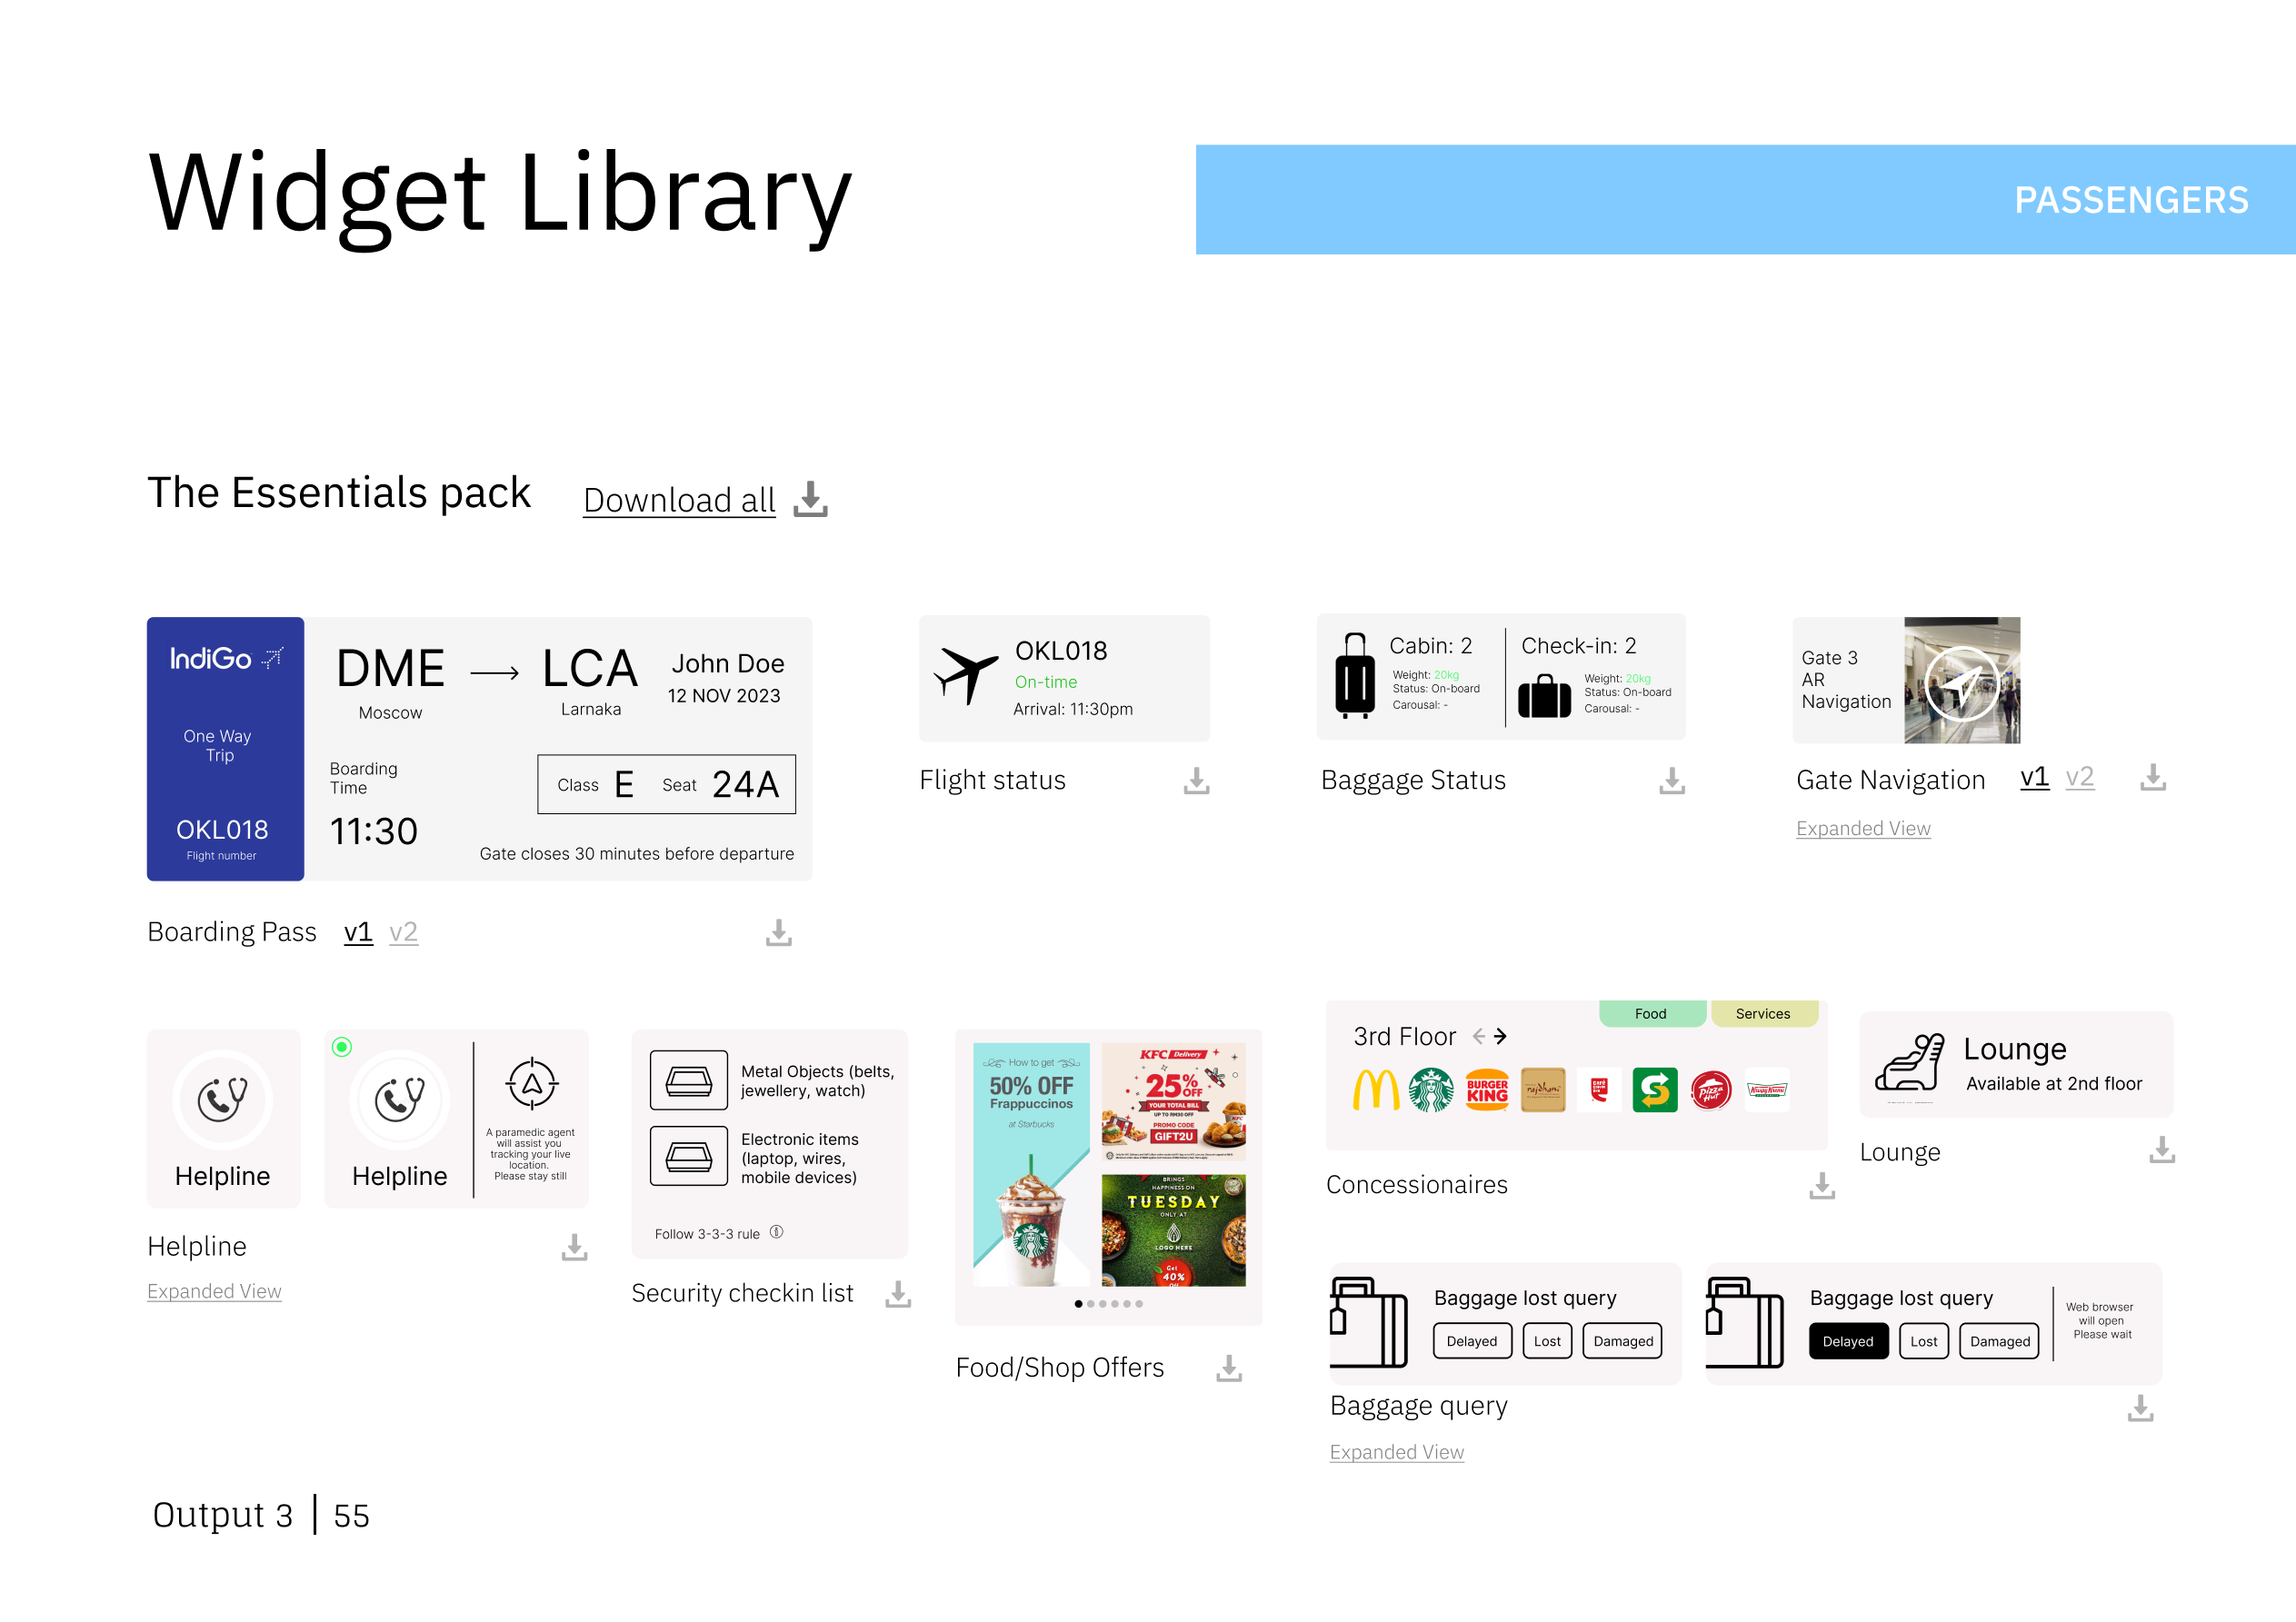 Widget Library
PASSENGERS
The Essentials pack
Download all
IndiGo
One Way
Trip
OKL018
Flight number
DME
Moscow
LCA
Larnaka
John Doe
12 NOV 2023
Boarding
Time
11:30
Class E Seat 24A
Gate closes 30 minutes before departure
Boarding Pass v1 v2
OKL018
On-time
Arrival: 11:30pm
Flight status
Cabin: 2
Weight: 20kg
Status: On-board
Carousal: -
Check-in: 2
Weight: 20kg
Status: On-board
Carousal: -
Baggage Status
Gate 3
AR
Navigation
Gate Navigation v1 v2
Expanded View
Helpline
Helpline
A paramedic agent
will assist you
tracking your live
location.
Please stay still
Helpline
Expanded View
Metal Objects (belts,
jewellery, watch)
Electronic items
(laptop, wires,
mobile devices)
Follow 3-3-3 rule
Security checkin list
How to get
50% OFF
Frappuccinos
at Starbucks
KFC Delivery
25% OFF
YOUR TOTAL BILL
UP TO RM30 OFF
PROMO CODE
GIFT2U
BRINGS
HAPPINESS ON
TUESDAY
ONLY AT
LOGO HERE
Get
40%
Food/Shop Offers
3rd Floor
Food
Services
BURGER
KING
rajdhani
Pizza
Hut
Krispy Kreme
Concessionaires
Lounge
Available at 2nd floor
Lounge
Baggage lost query
Delayed
Lost
Damaged
Baggage lost query
Delayed
Lost
Damaged
Web browser
will open
Please wait
Baggage query
Expanded View
Output 3 | 55